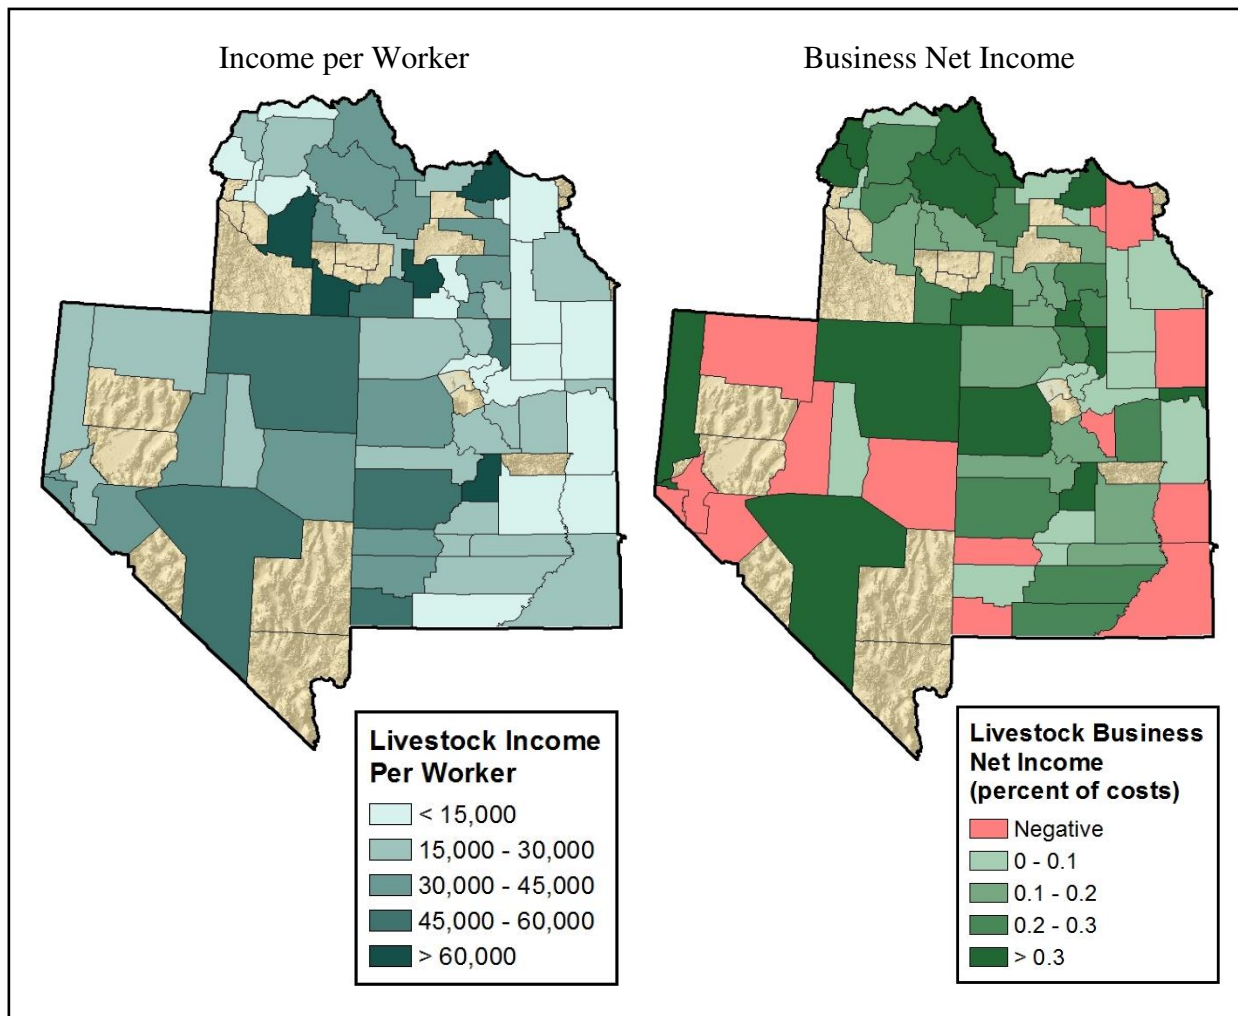 Income per Worker
Business Net Income
Livestock Income
Per Worker
< 15,000
15,000 - 30,000
30,000 - 45,000
45,000 - 60,000
> 60,000
Livestock Business
Net Income
(percent of costs)
Negative
0 - 0.1
0.1 - 0.2
0.2 - 0.3
> 0.3